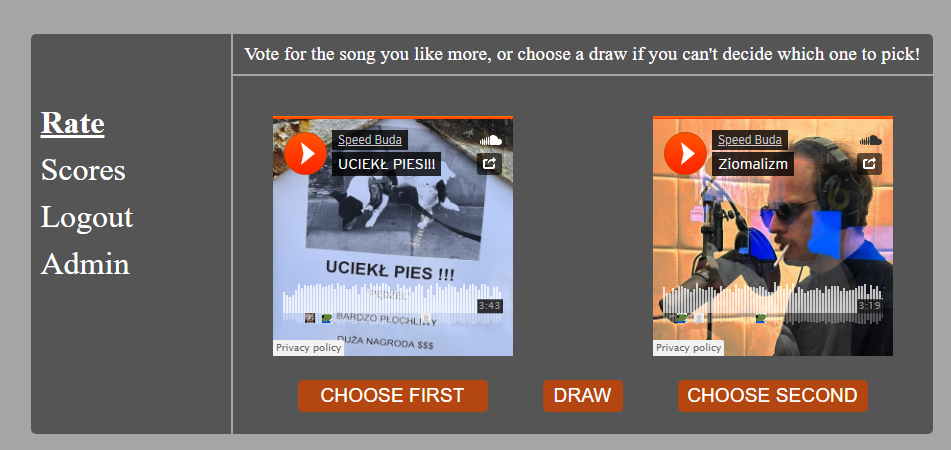 Vote for the song you like more, or choose a draw if you can't decide which one to pick!
Rate
Scores
Logout
Admin
Speed Buda
UCIEKŁ PIES!!!
UCIEKŁ PIES !!!
PĘDZEL
3:43
BARDZO PŁOCHLIWY
DUŻA NAGRODA $$$
Privacy policy
Speed Buda
Ziomalizm
3:19
Privacy policy
CHOOSE FIRST
DRAW
CHOOSE SECOND